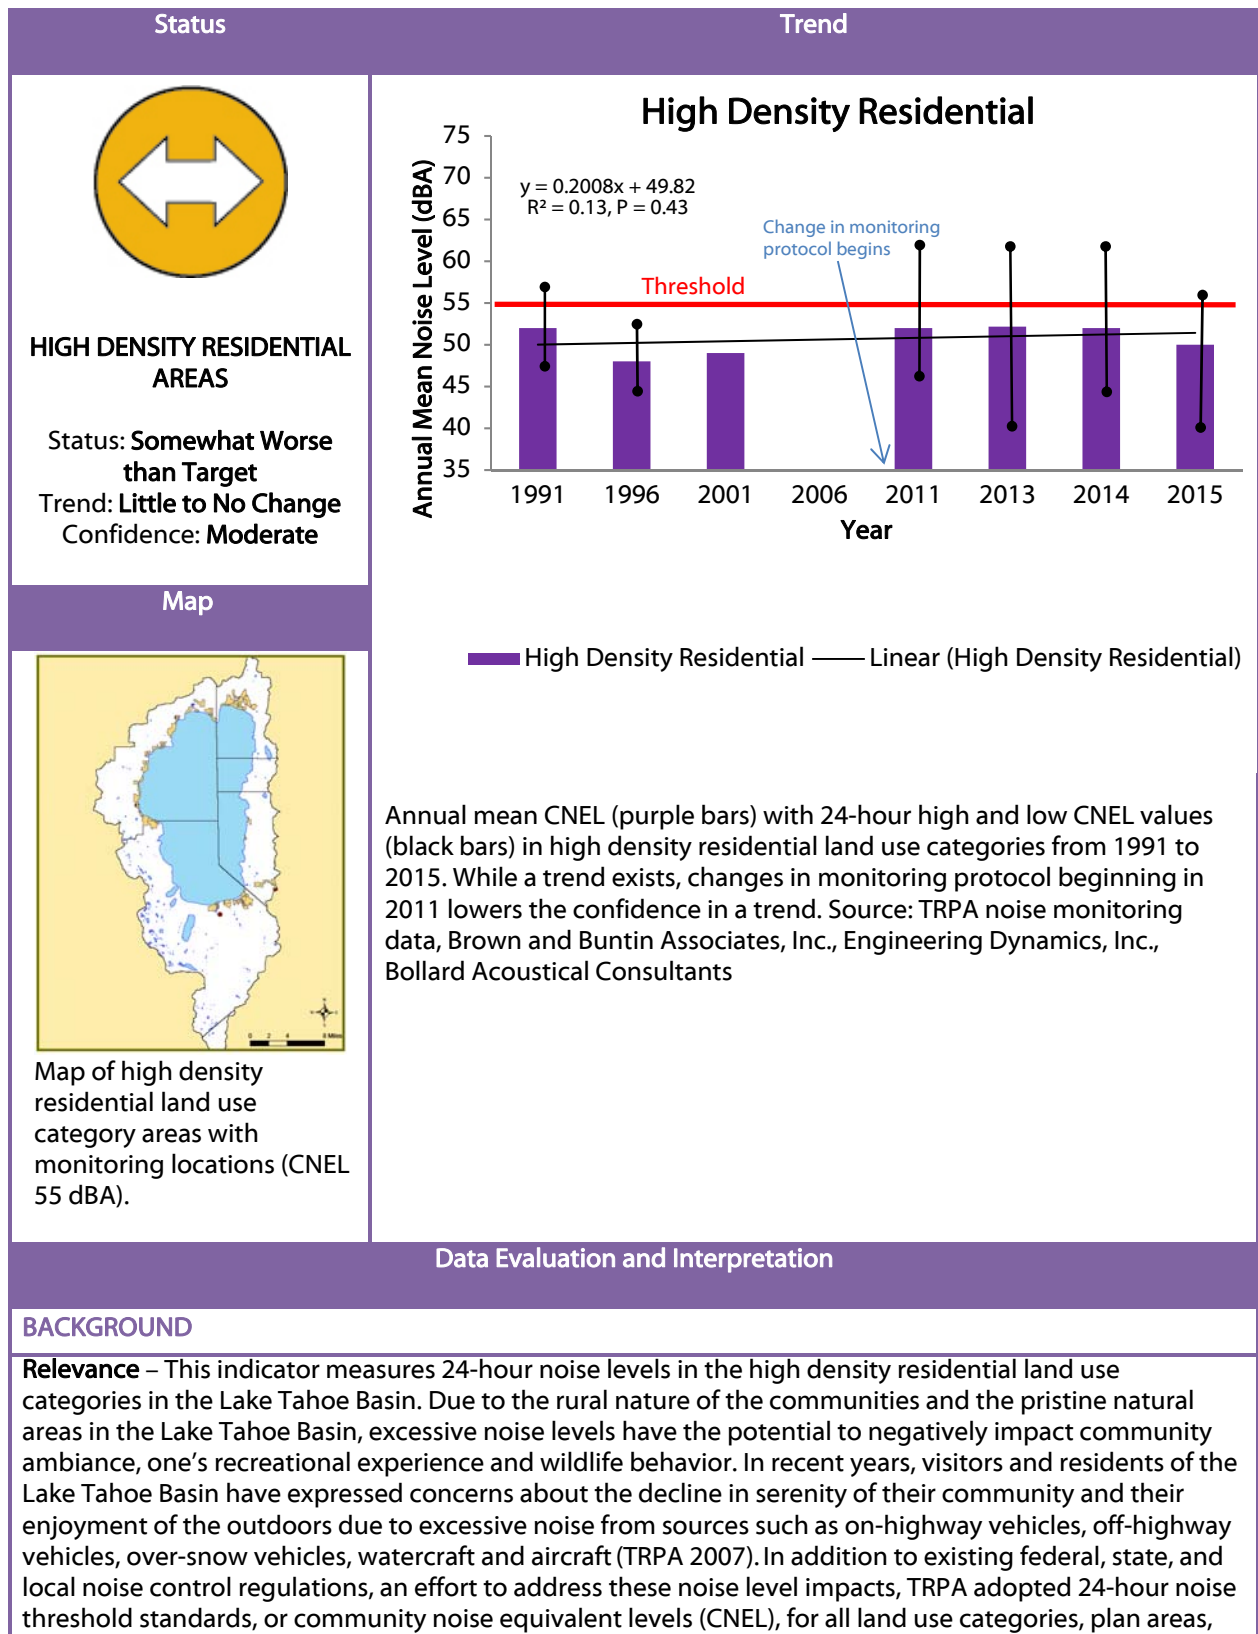 Status
Trend
HIGH DENSITY RESIDENTIAL
AREAS
Status: Somewhat Worse
than Target
Trend: Little to No Change
Confidence: Moderate
High Density Residential
Annual Mean Noise Level (dBA)
75
70
65
60
55
50
45
40
35
y = 0.2008x + 49.82
R² = 0.13, P = 0.43
Change in monitoring
protocol begins
Threshold
1991 1996 2001 2006 2011 2013 2014 2015
Year
High Density Residential Linear (High Density Residential)
Map
0 2 4 8 Miles
Map of high density
residential land use
category areas with
monitoring locations (CNEL
55 dBA).
Annual mean CNEL (purple bars) with 24-hour high and low CNEL values
(black bars) in high density residential land use categories from 1991 to
2015. While a trend exists, changes in monitoring protocol beginning in
2011 lowers the confidence in a trend. Source: TRPA noise monitoring
data, Brown and Buntin Associates, Inc., Engineering Dynamics, Inc.,
Bollard Acoustical Consultants
Data Evaluation and Interpretation
BACKGROUND
Relevance – This indicator measures 24-hour noise levels in the high density residential land use
categories in the Lake Tahoe Basin. Due to the rural nature of the communities and the pristine natural
areas in the Lake Tahoe Basin, excessive noise levels have the potential to negatively impact community
ambiance, one's recreational experience and wildlife behavior. In recent years, visitors and residents of the
Lake Tahoe Basin have expressed concerns about the decline in serenity of their community and their
enjoyment of the outdoors due to excessive noise from sources such as on-highway vehicles, off-highway
vehicles, over-snow vehicles, watercraft and aircraft (TRPA 2007). In addition to existing federal, state, and
local noise control regulations, an effort to address these noise level impacts, TRPA adopted 24-hour noise
threshold standards, or community noise equivalent levels (CNEL), for all land use categories, plan areas,